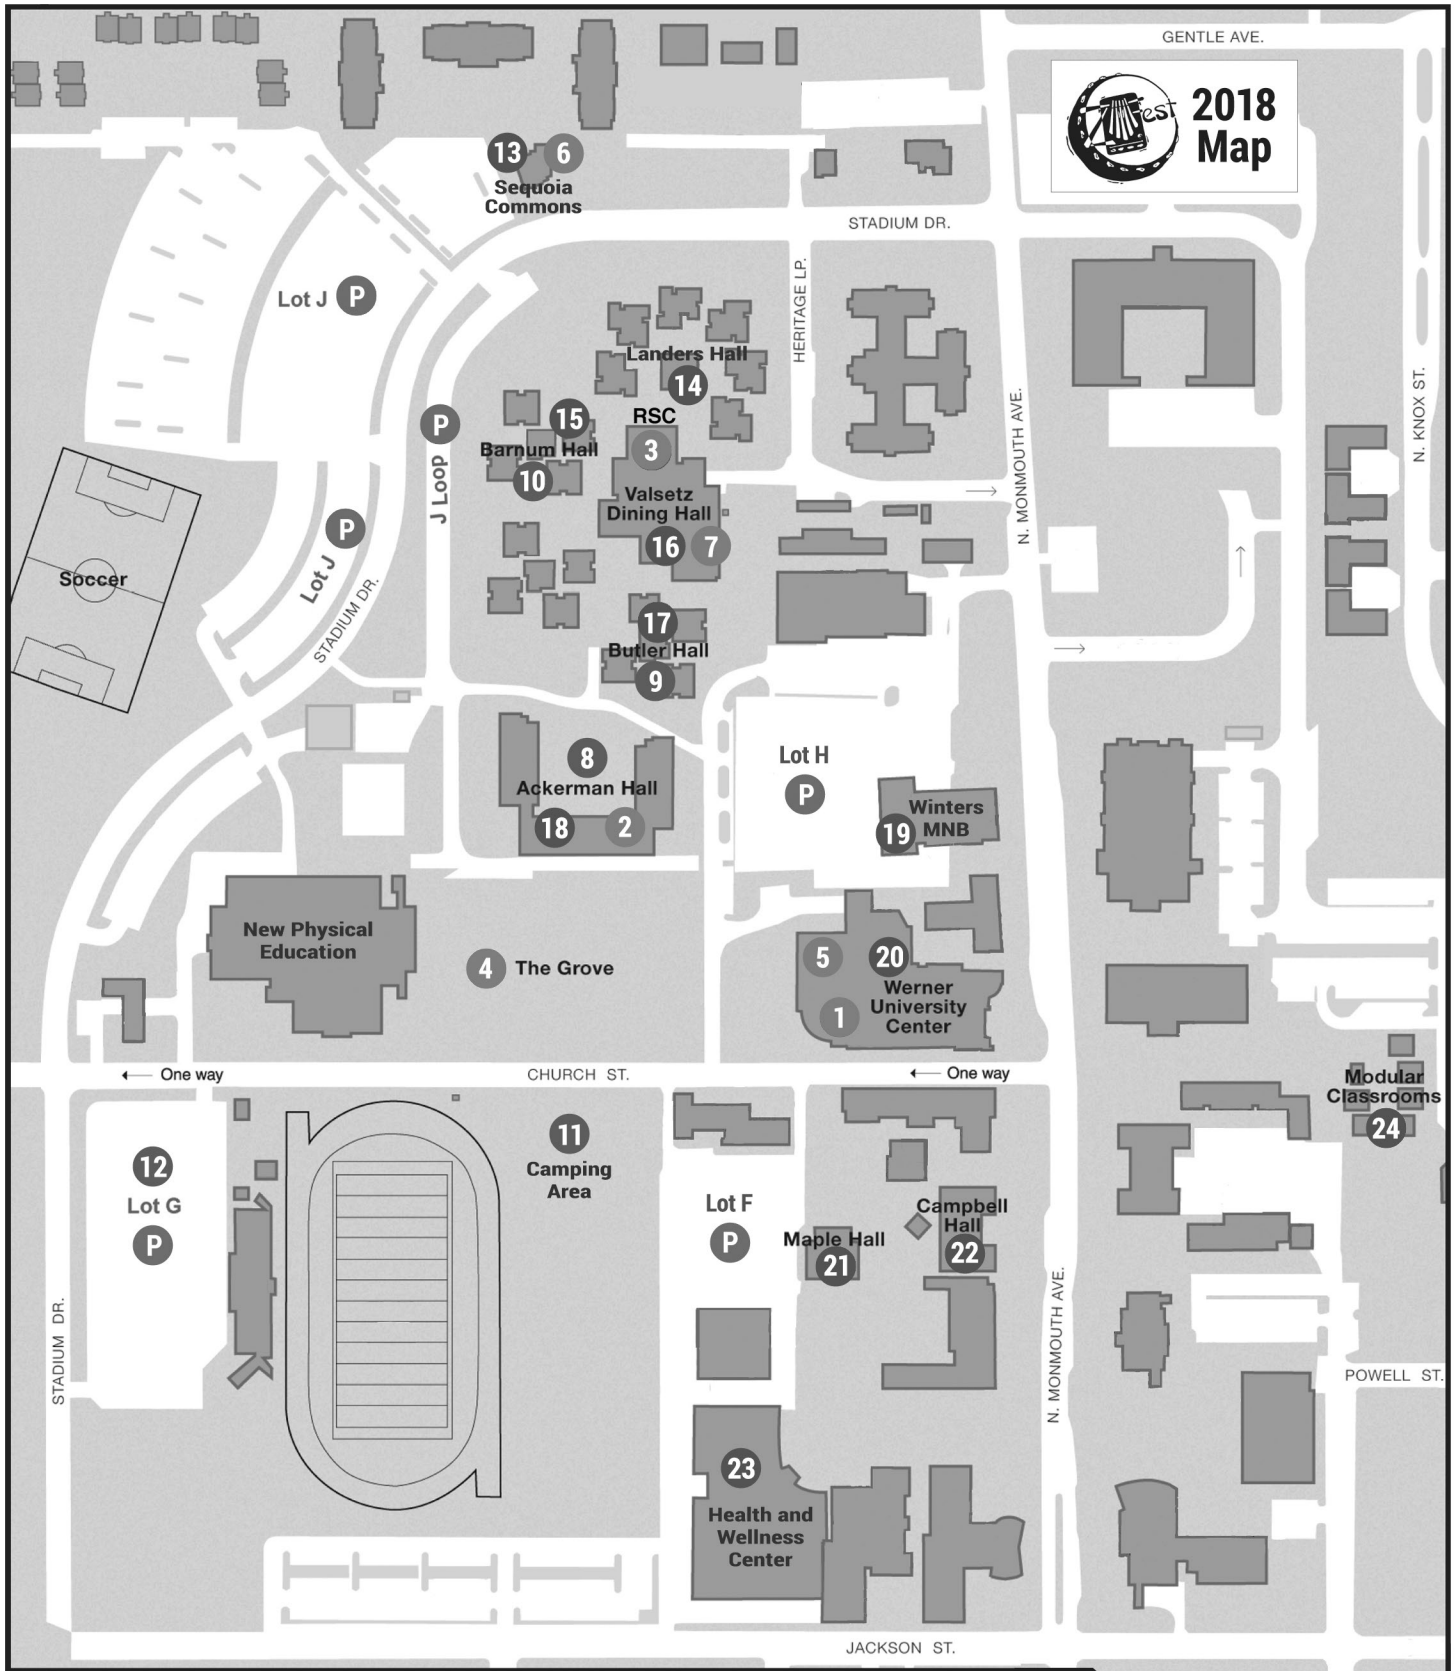 GENTLE AVE.
est
2018
Map
13
6
Sequoia
Commons
STADIUM DR.
HERITAGE LP.
Lot J
P
Landers Hall
14
N. KNOX ST.
N. MONMOUTH AVE.
P
J Loop
15
Barnum Hall
10
RSC
3
Valsetz
Dining Hall
16
7
P
Lot J
STADIUM DR.
Soccer
17
Butler Hall
9
8
Ackerman Hall
18
2
Lot H
P
Winters
MNB
19
New Physical
Education
4
The Grove
5
20
Werner
University
Center
1
One way
CHURCH ST.
One way
Modular
Classrooms
24
12
Lot G
P
11
Camping
Area
Lot F
P
Maple Hall
21
Campbell
Hall
22
STADIUM DR.
N. MONMOUTH AVE.
POWELL ST.
23
Health and
Wellness
Center
JACKSON ST.